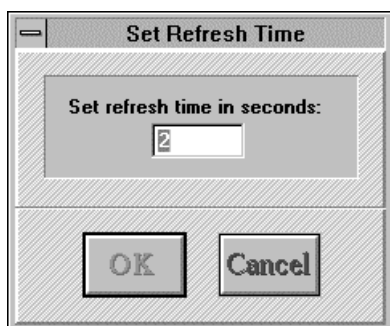 Set Refresh Time
Set refresh time in seconds:
2
OK
Cancel